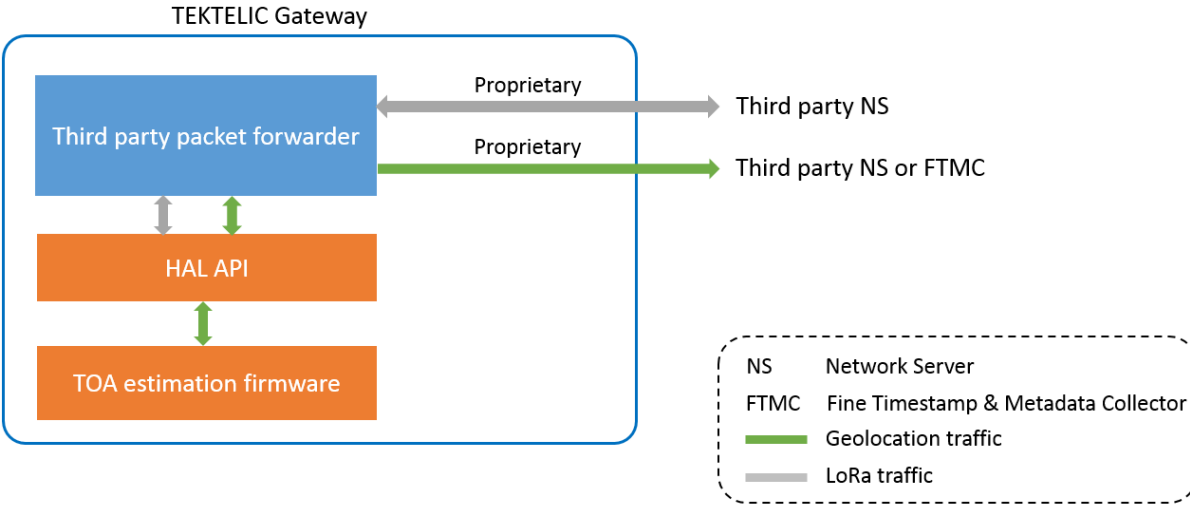 TEKTELIC Gateway
Proprietary
Third party packet forwarder
Third party NS
Proprietary
Third party NS or FTMC
HAL API
TOA estimation firmware
NS Network Server
FTMC Fine Timestamp & Metadata Collector
Geolocation traffic
LoRa traffic